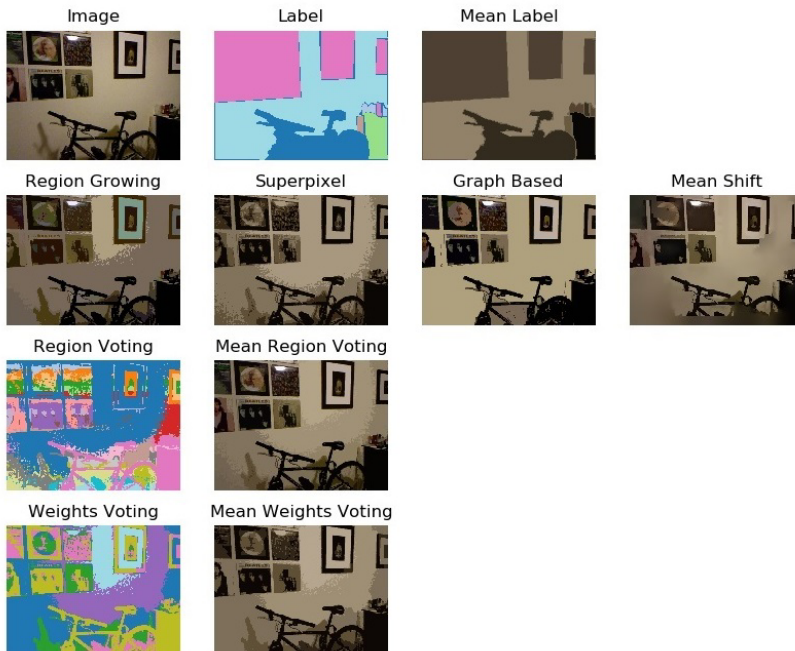 Image
Label
Mean Label
Region Growing
Superpixel
Graph Based
Mean Shift
Region Voting
Mean Region Voting
Weights Voting
Mean Weights Voting